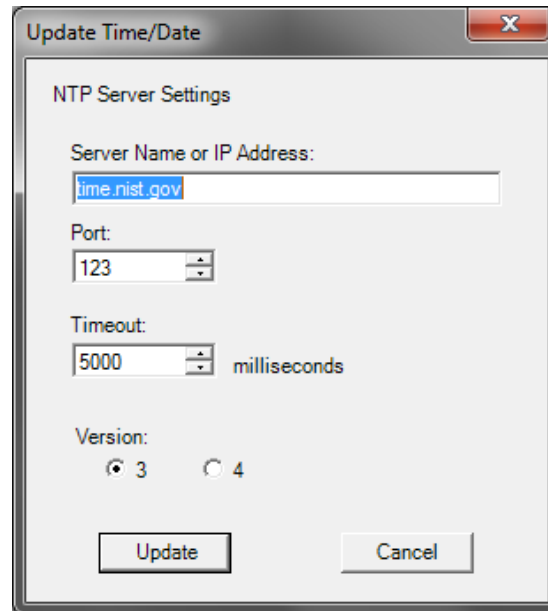 Update Time/Date
NTP Server Settings
Server Name or IP Address:
time.nist.gov
Port:
123
Timeout:
5000 milliseconds
Version:
3 4
Update Cancel